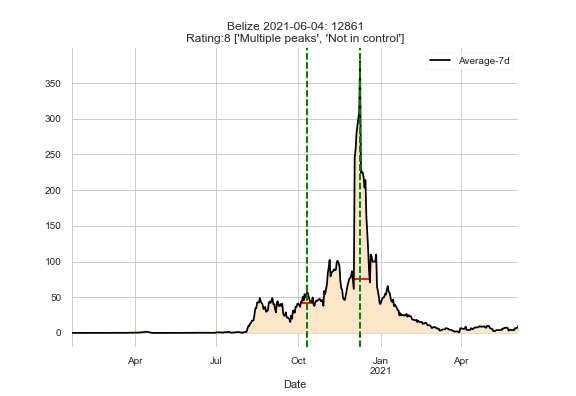 Belize 2021-06-04: 12861
Rating:8 ['Multiple peaks', 'Not in control']
Average-7d
350
300
250
200
150
100
50
0
Apr Jul Oct Jan Apr
2021
Date